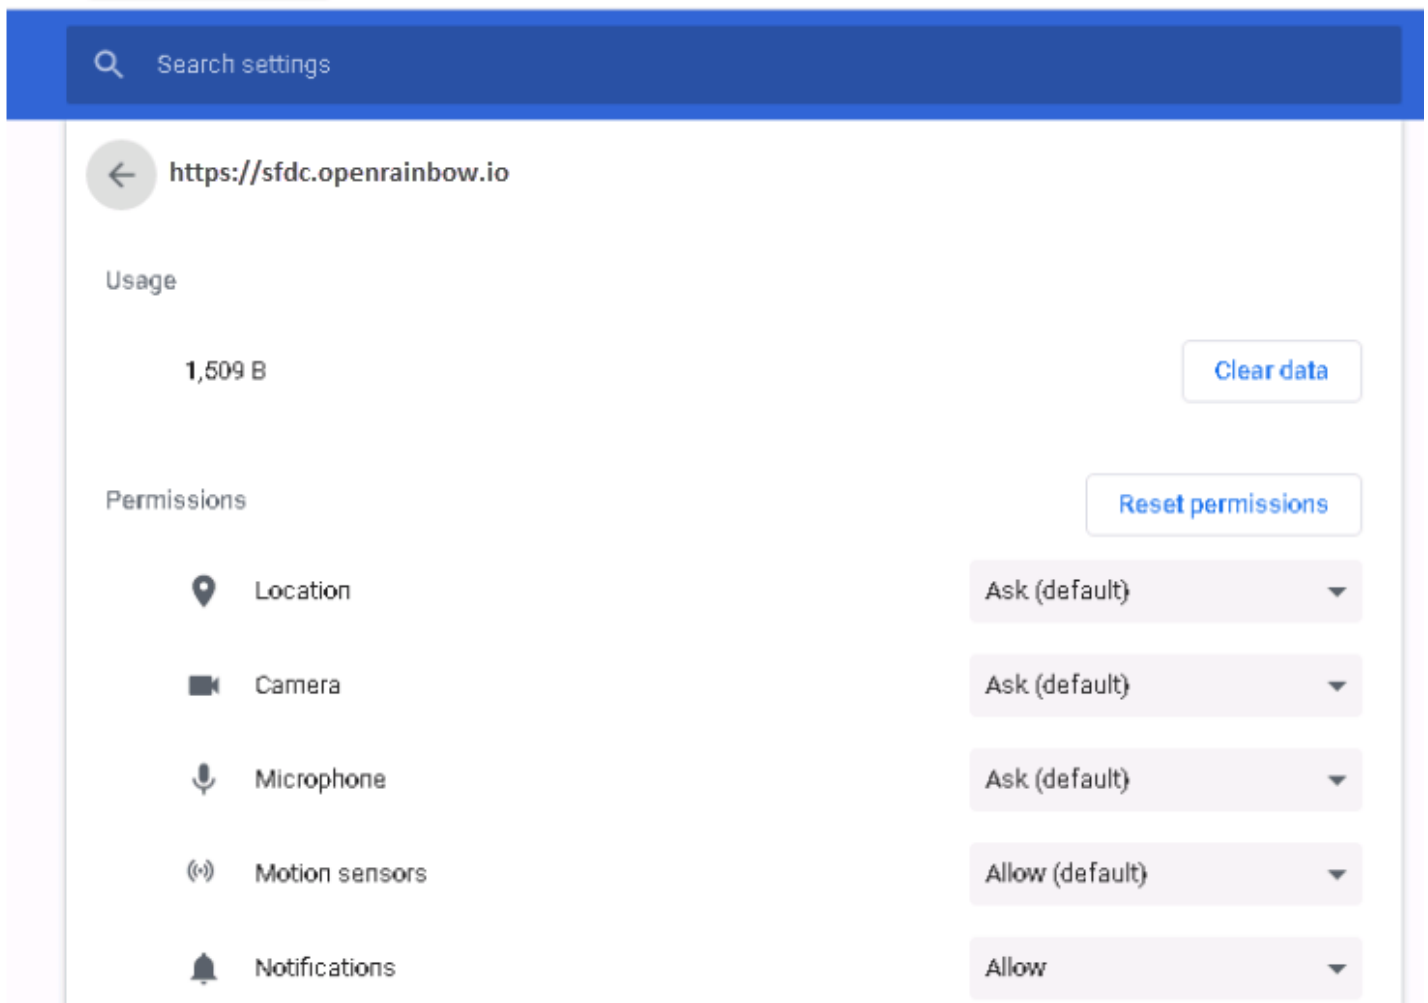 Search settings
https://sfdc.openrainbow.io
Usage
1,509 B
Clear data
Permissions
Reset permissions
Location
Ask (default)
Camera
Ask (default)
Microphone
Ask (default)
Motion sensors
Allow (default)
Notifications
Allow